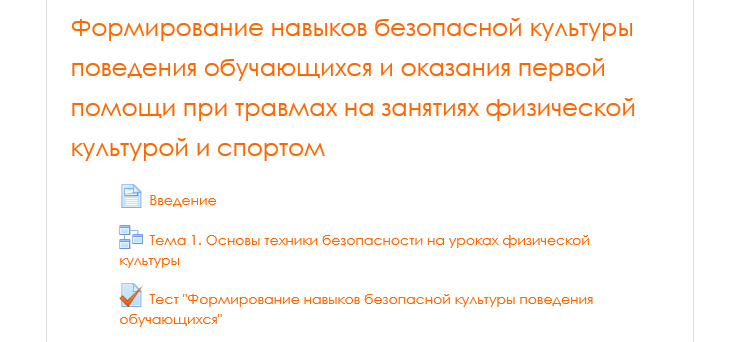 Формирование навыков безопасной культуры
поведения обучающихся и оказания первой
помощи при травмах на занятиях физической
культурой и спортом
Введение
Тема 1. Основы техники безопасности на уроках физической
культуры
Тест "Формирование навыков безопасной культуры поведения
обучающихся"